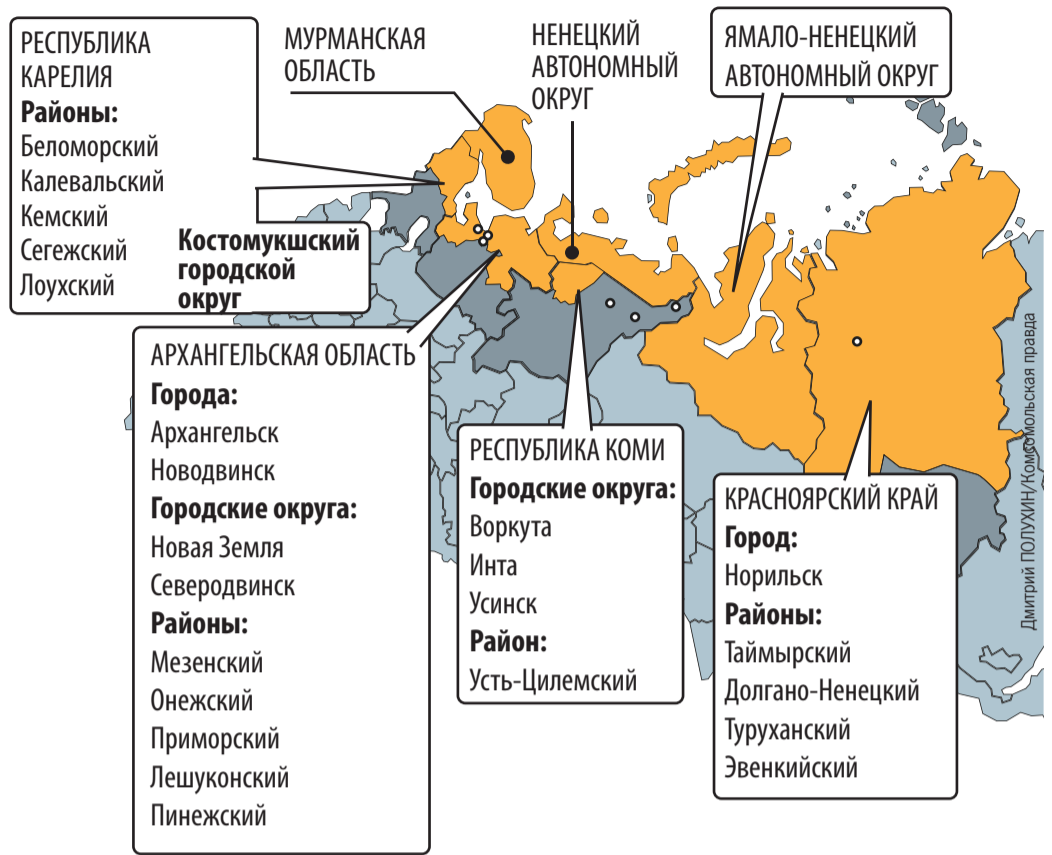 РЕСПУБЛИКА
КАРЕЛИЯ
Районы:
Беломорский
Калевальский
Кемский
Сегежский
Лоухский
Костомукшский
городской
округ
МУРМАНСКАЯ
ОБЛАСТЬ
НЕНЕЦКИЙ
АВТОНОМНЫЙ
ОКРУГ
ЯМАЛО-НЕНЕЦКИЙ
АВТОНОМНЫЙ ОКРУГ
АРХАНГЕЛЬСКАЯ ОБЛАСТЬ
Города:
Архангельск
Новодвинск
Городские округа:
Новая Земля
Северодвинск
Районы:
Мезенский
Онежский
Приморский
Лешуконский
Пинежский
РЕСПУБЛИКА КОМИ
Городские округа:
Воркута
Инта
Усинск
Район:
Усть-Цилемский
КРАСНОЯРСКИЙ КРАЙ
Город:
Норильск
Районы:
Таймырский
Долгано-Ненецкий
Туруханский
Эвенкийский
Дмитрий ПОЛУХИН/Комсомольская правда